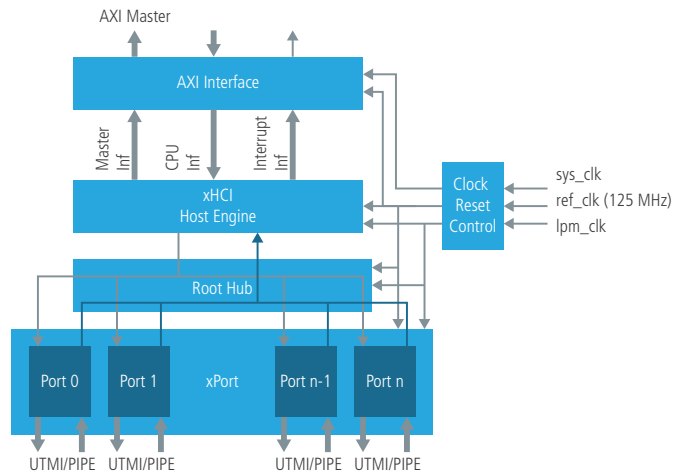 AXI Master
AXI Interface
Master
Inf
CPU
Inf
Interrupt
Inf
xHCI
Host Engine
Clock
Reset
Control
sys_clk
ref_clk (125 MHz)
lpm_clk
Root Hub
Port 0
Port 1
xPort
Port n-1
Port n
UTMI/PIPE
UTMI/PIPE
UTMI/PIPE
UTMI/PIPE